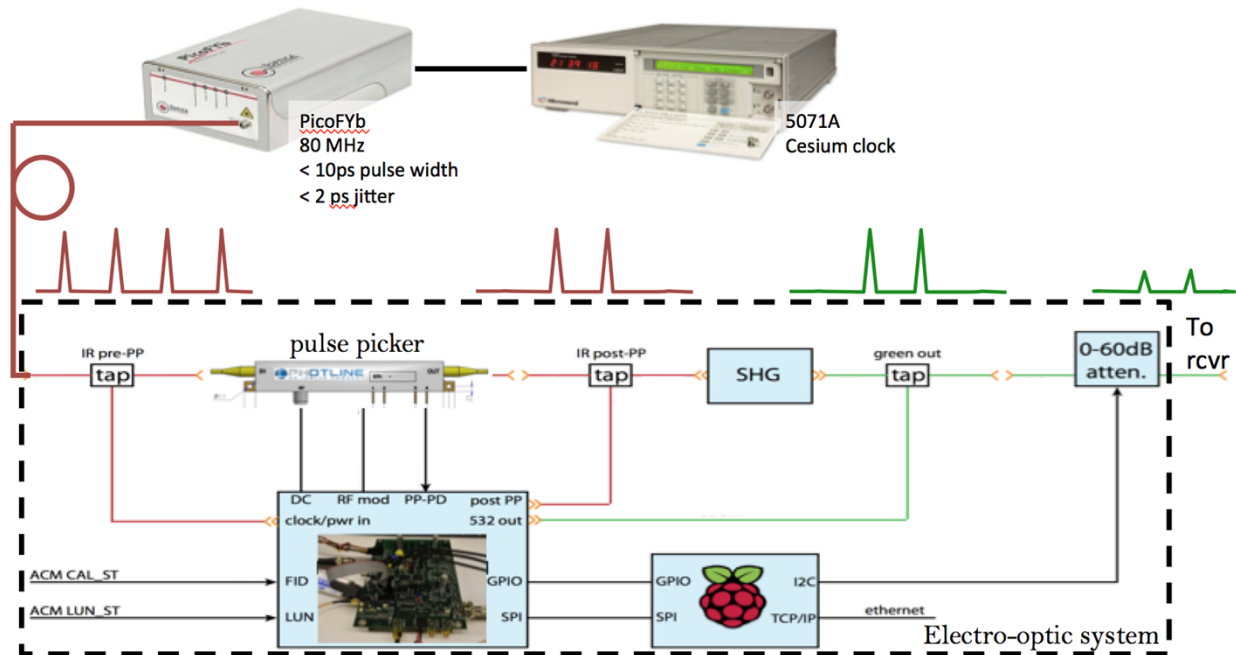 PicoFYb
PicoFYb
80 MHz
< 10ps pulse width
< 2 ps jitter
5071A
Cesium clock
To
rcvr
IR pre-PP
tap
pulse picker
IN
PHOTLINE
OUT
IR post-PP
tap
SHG
green out
tap
0-60dB
atten.
DC
RF mod
PP-PD
post PP
clock/pwr in
532 out
ACM CAL_ST
FID
GPIO
GPIO
I2C
ACM LUN_ST
LUN
SPI
SPI
TCP/IP
ethernet
Electro-optic system